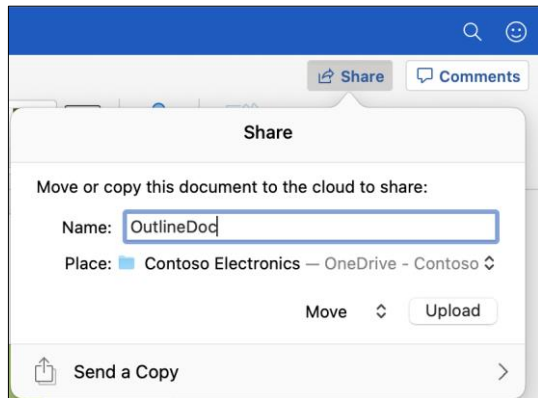 Share
Comments
Share
Move or copy this document to the cloud to share:
Name: OutlineDoc
Place: Contoso Electronics — OneDrive - Contoso
Move Upload
Send a Copy